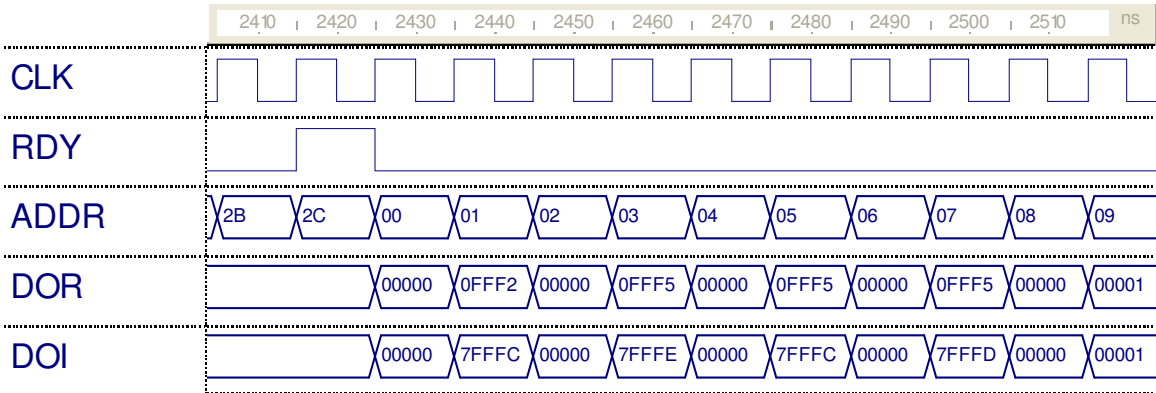 2410 2420 2430 2440 2450 2460 2470 2480 2490 2500 2510 ns
CLK
RDY
ADDR 2B 2C 00 01 02 03 04 05 06 07 08 09
DOR 00000 0FFF2 00000 0FFF5 00000 0FFF5 00000 0FFF5 00000 00001
DOI 00000 7FFFC 00000 7FFFE 00000 7FFFC 00000 7FFFD 00000 00001